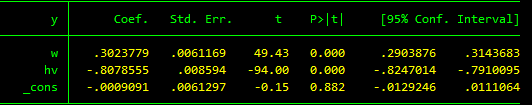 y Coef. Std. Err. t P>|t| [95% Conf. Interval]
w .3023779 .0061169 49.43 0.000 .2903876 .3143683
hv -.8078555 .008594 -94.00 0.000 -.8247014 -.7910095
_cons -.0009091 .0061297 -0.15 0.882 -.0129246 .0111064